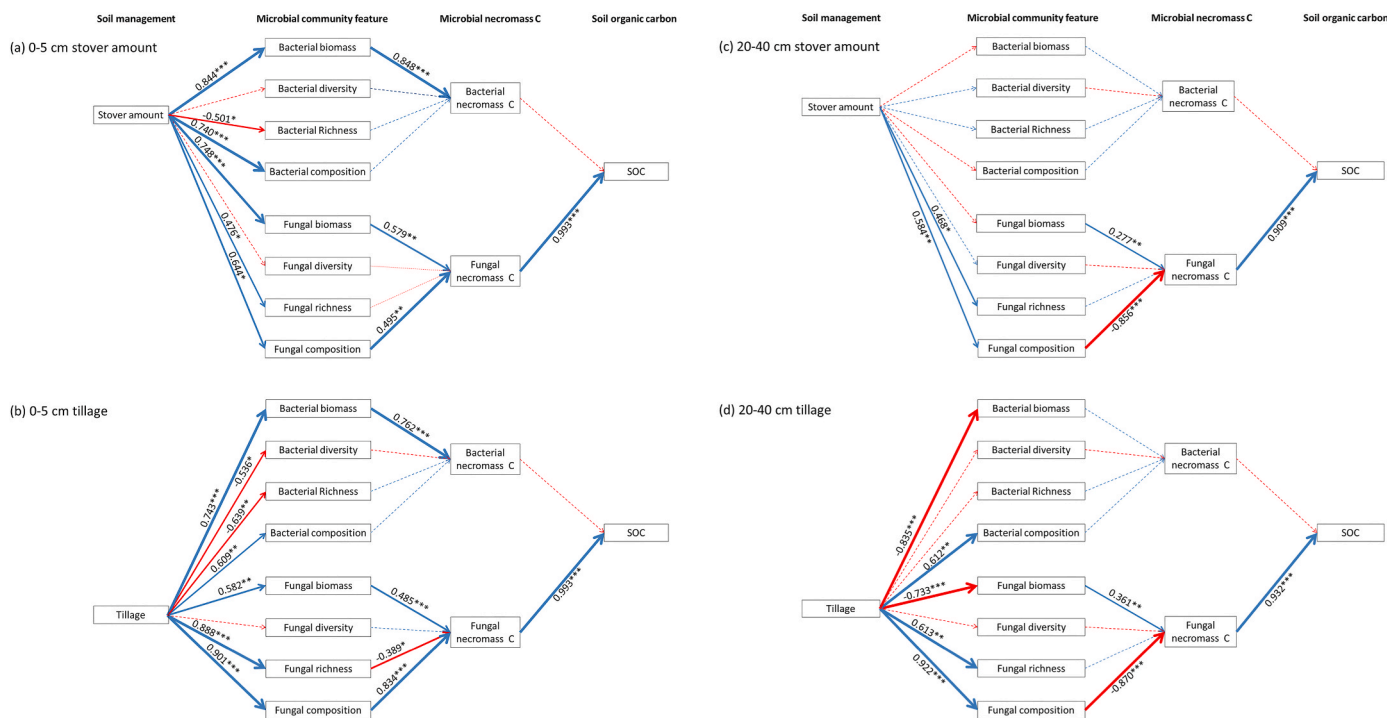 Soil management
Microbial community feature
Microbial necromass C
Soil organic carbon
Soil management
Microbial community feature
Microbial necromass C
Soil organic carbon
(a) 0-5 cm stover amount
Stover amount
Bacterial biomass
Bacterial diversity
Bacterial Richness
Bacterial composition
Fungal biomass
Fungal diversity
Fungal richness
Fungal composition
Bacterial
necromass C
Fungal
necromass C
SOC
0.844***
-0.501*
0.740***
0.748***
0.476*
0.644*
0.848***
0.579**
0.495**
0.993***
(c) 20-40 cm stover amount
Stover amount
Bacterial biomass
Bacterial diversity
Bacterial Richness
Bacterial composition
Fungal biomass
Fungal diversity
Fungal richness
Fungal composition
Bacterial
necromass C
Fungal
necromass C
SOC
0.468*
0.584**
0.277**
-0.856***
0.909***
(b) 0-5 cm tillage
Tillage
Bacterial biomass
Bacterial diversity
Bacterial Richness
Bacterial composition
Fungal biomass
Fungal diversity
Fungal richness
Fungal composition
Bacterial
necromass C
Fungal
necromass C
SOC
0.743***
-0.536*
-0.639**
0.609**
0.582**
0.888***
0.901***
0.762***
0.485***
-0.389*
0.834***
0.993***
(d) 20-40 cm tillage
Tillage
Bacterial biomass
Bacterial diversity
Bacterial Richness
Bacterial composition
Fungal biomass
Fungal diversity
Fungal richness
Fungal composition
Bacterial
necromass C
Fungal
necromass C
SOC
-0.835***
0.612**
-0.733***
0.613**
0.922***
0.361**
-0.870***
0.932***